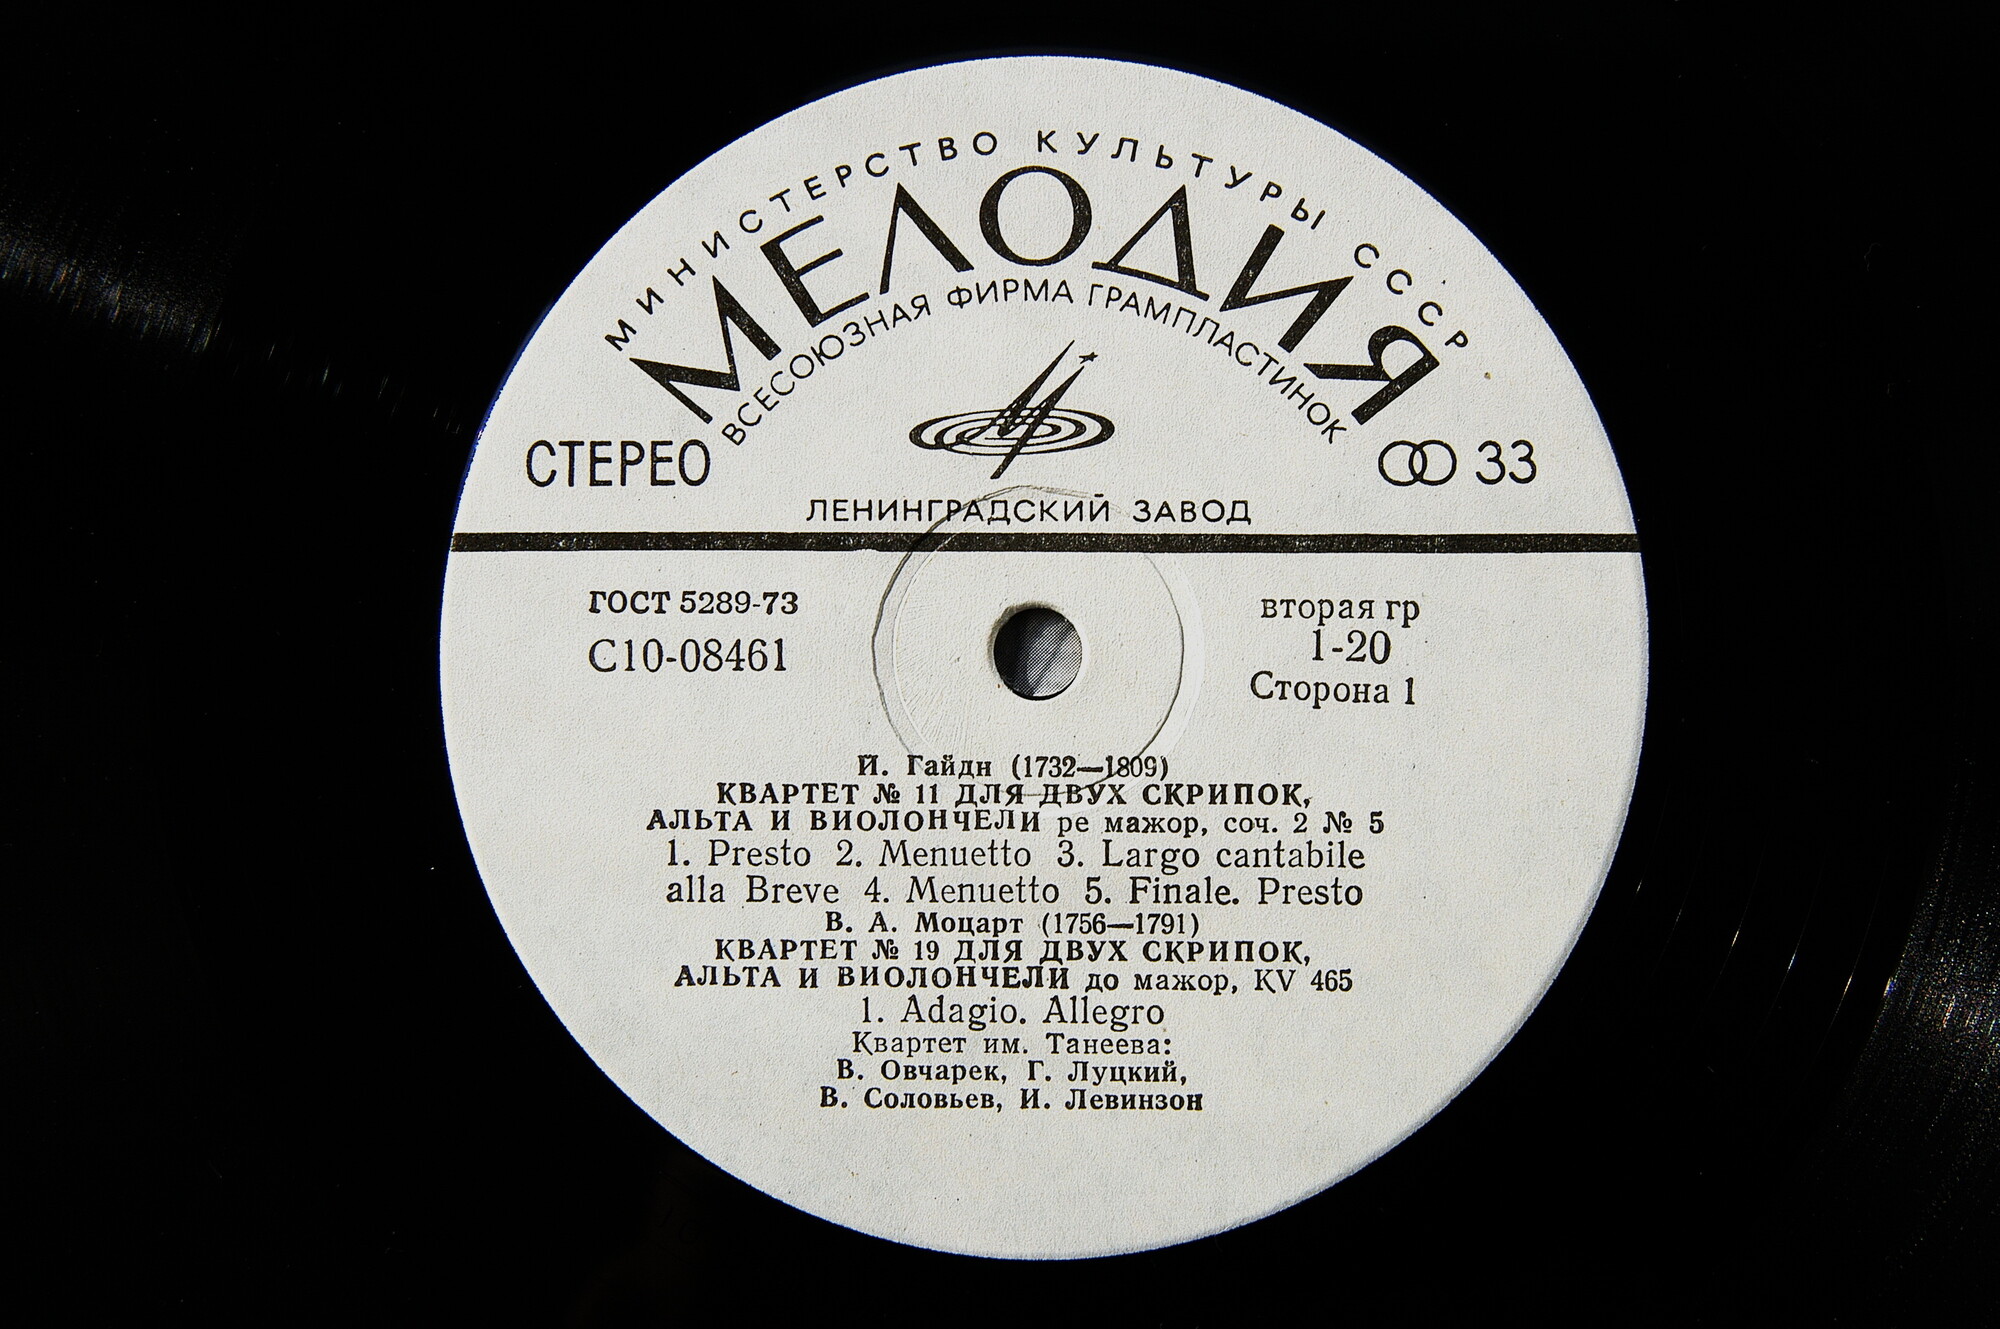 МИНИСТЕРСТВО КУЛЬТУРЫ СССР
МЕЛОДИЯ
ВСЕСОЮЗНАЯ ФИРМА ГРАМПЛАСТИНОК
СТЕРЕО
33
ЛЕНИНГРАДСКИЙ ЗАВОД
ГОСТ 5289-73
С10-08461
вторая гр
1-20
Сторона 1
Й. Гайдн (1732—1809)
КВАРТЕТ № 11 ДЛЯ ДВУХ СКРИПОК,
АЛЬТА И ВИОЛОНЧЕЛИ ре мажор, соч. 2 № 5
1. Presto 2. Menuetto 3. Largo cantabile
alla Breve 4. Menuetto 5. Finale. Presto
В. А. Моцарт (1756—1791)
КВАРТЕТ № 19 ДЛЯ ДВУХ СКРИПОК,
АЛЬТА И ВИОЛОНЧЕЛИ до мажор, KV 465
1. Adagio. Allegro
Квартет им. Танеева:
В. Овчарек, Г. Луцкий,
В. Соловьев, И. Левинзон